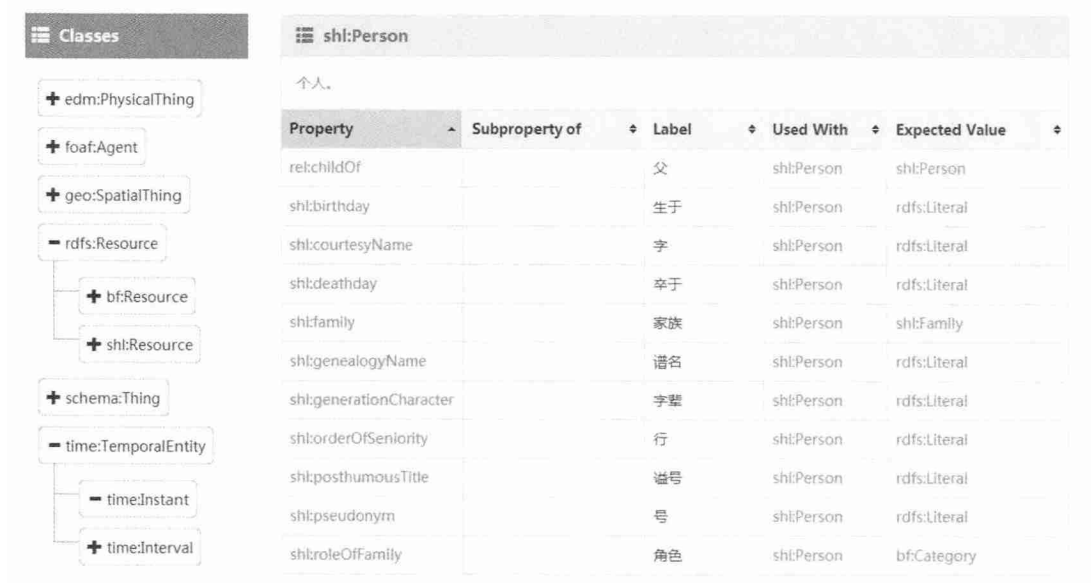 Classes
edm:PhysicalThing
foaf:Agent
geo:SpatialThing
rdfs:Resource
bf:Resource
shl:Resource
schema:Thing
time:TemporalEntity
time:Instant
time:Interval
shl:Person
个人。
Property Subproperty of Label Used With Expected Value
rel:childOf 父 shl:Person shl:Person
shl:birthday 生于 shl:Person rdfs:Literal
shl:courtesyName 字 shl:Person rdfs:Literal
shl:deathday 卒于 shl:Person rdfs:Literal
shl:family 家族 shl:Person shl:Family
shl:genealogyName 谱名 shl:Person rdfs:Literal
shl:generationCharacter 字辈 shl:Person rdfs:Literal
shl:orderOfSeniority 行 shl:Person rdfs:Literal
shl:posthumousTitle 谥号 shl:Person rdfs:Literal
shl:pseudonym 号 shl:Person rdfs:Literal
shl:roleOfFamily 角色 shl:Person bf:Category